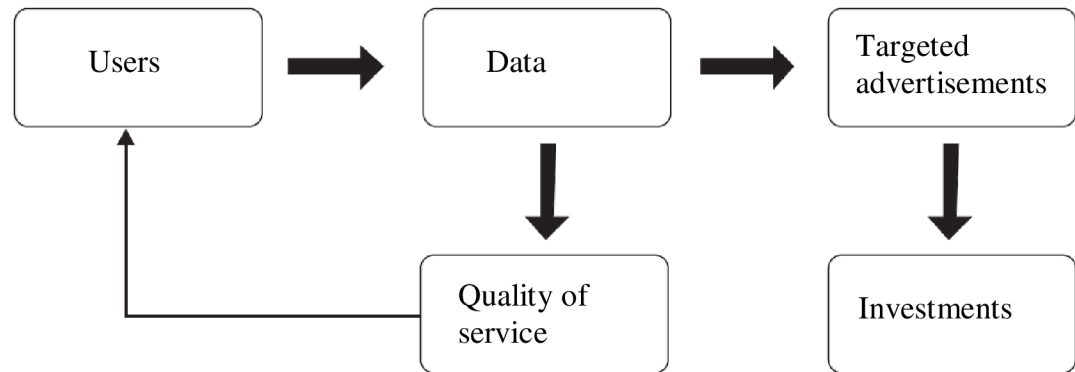 Users
Data
Targeted
advertisements
Quality of
service
Investments